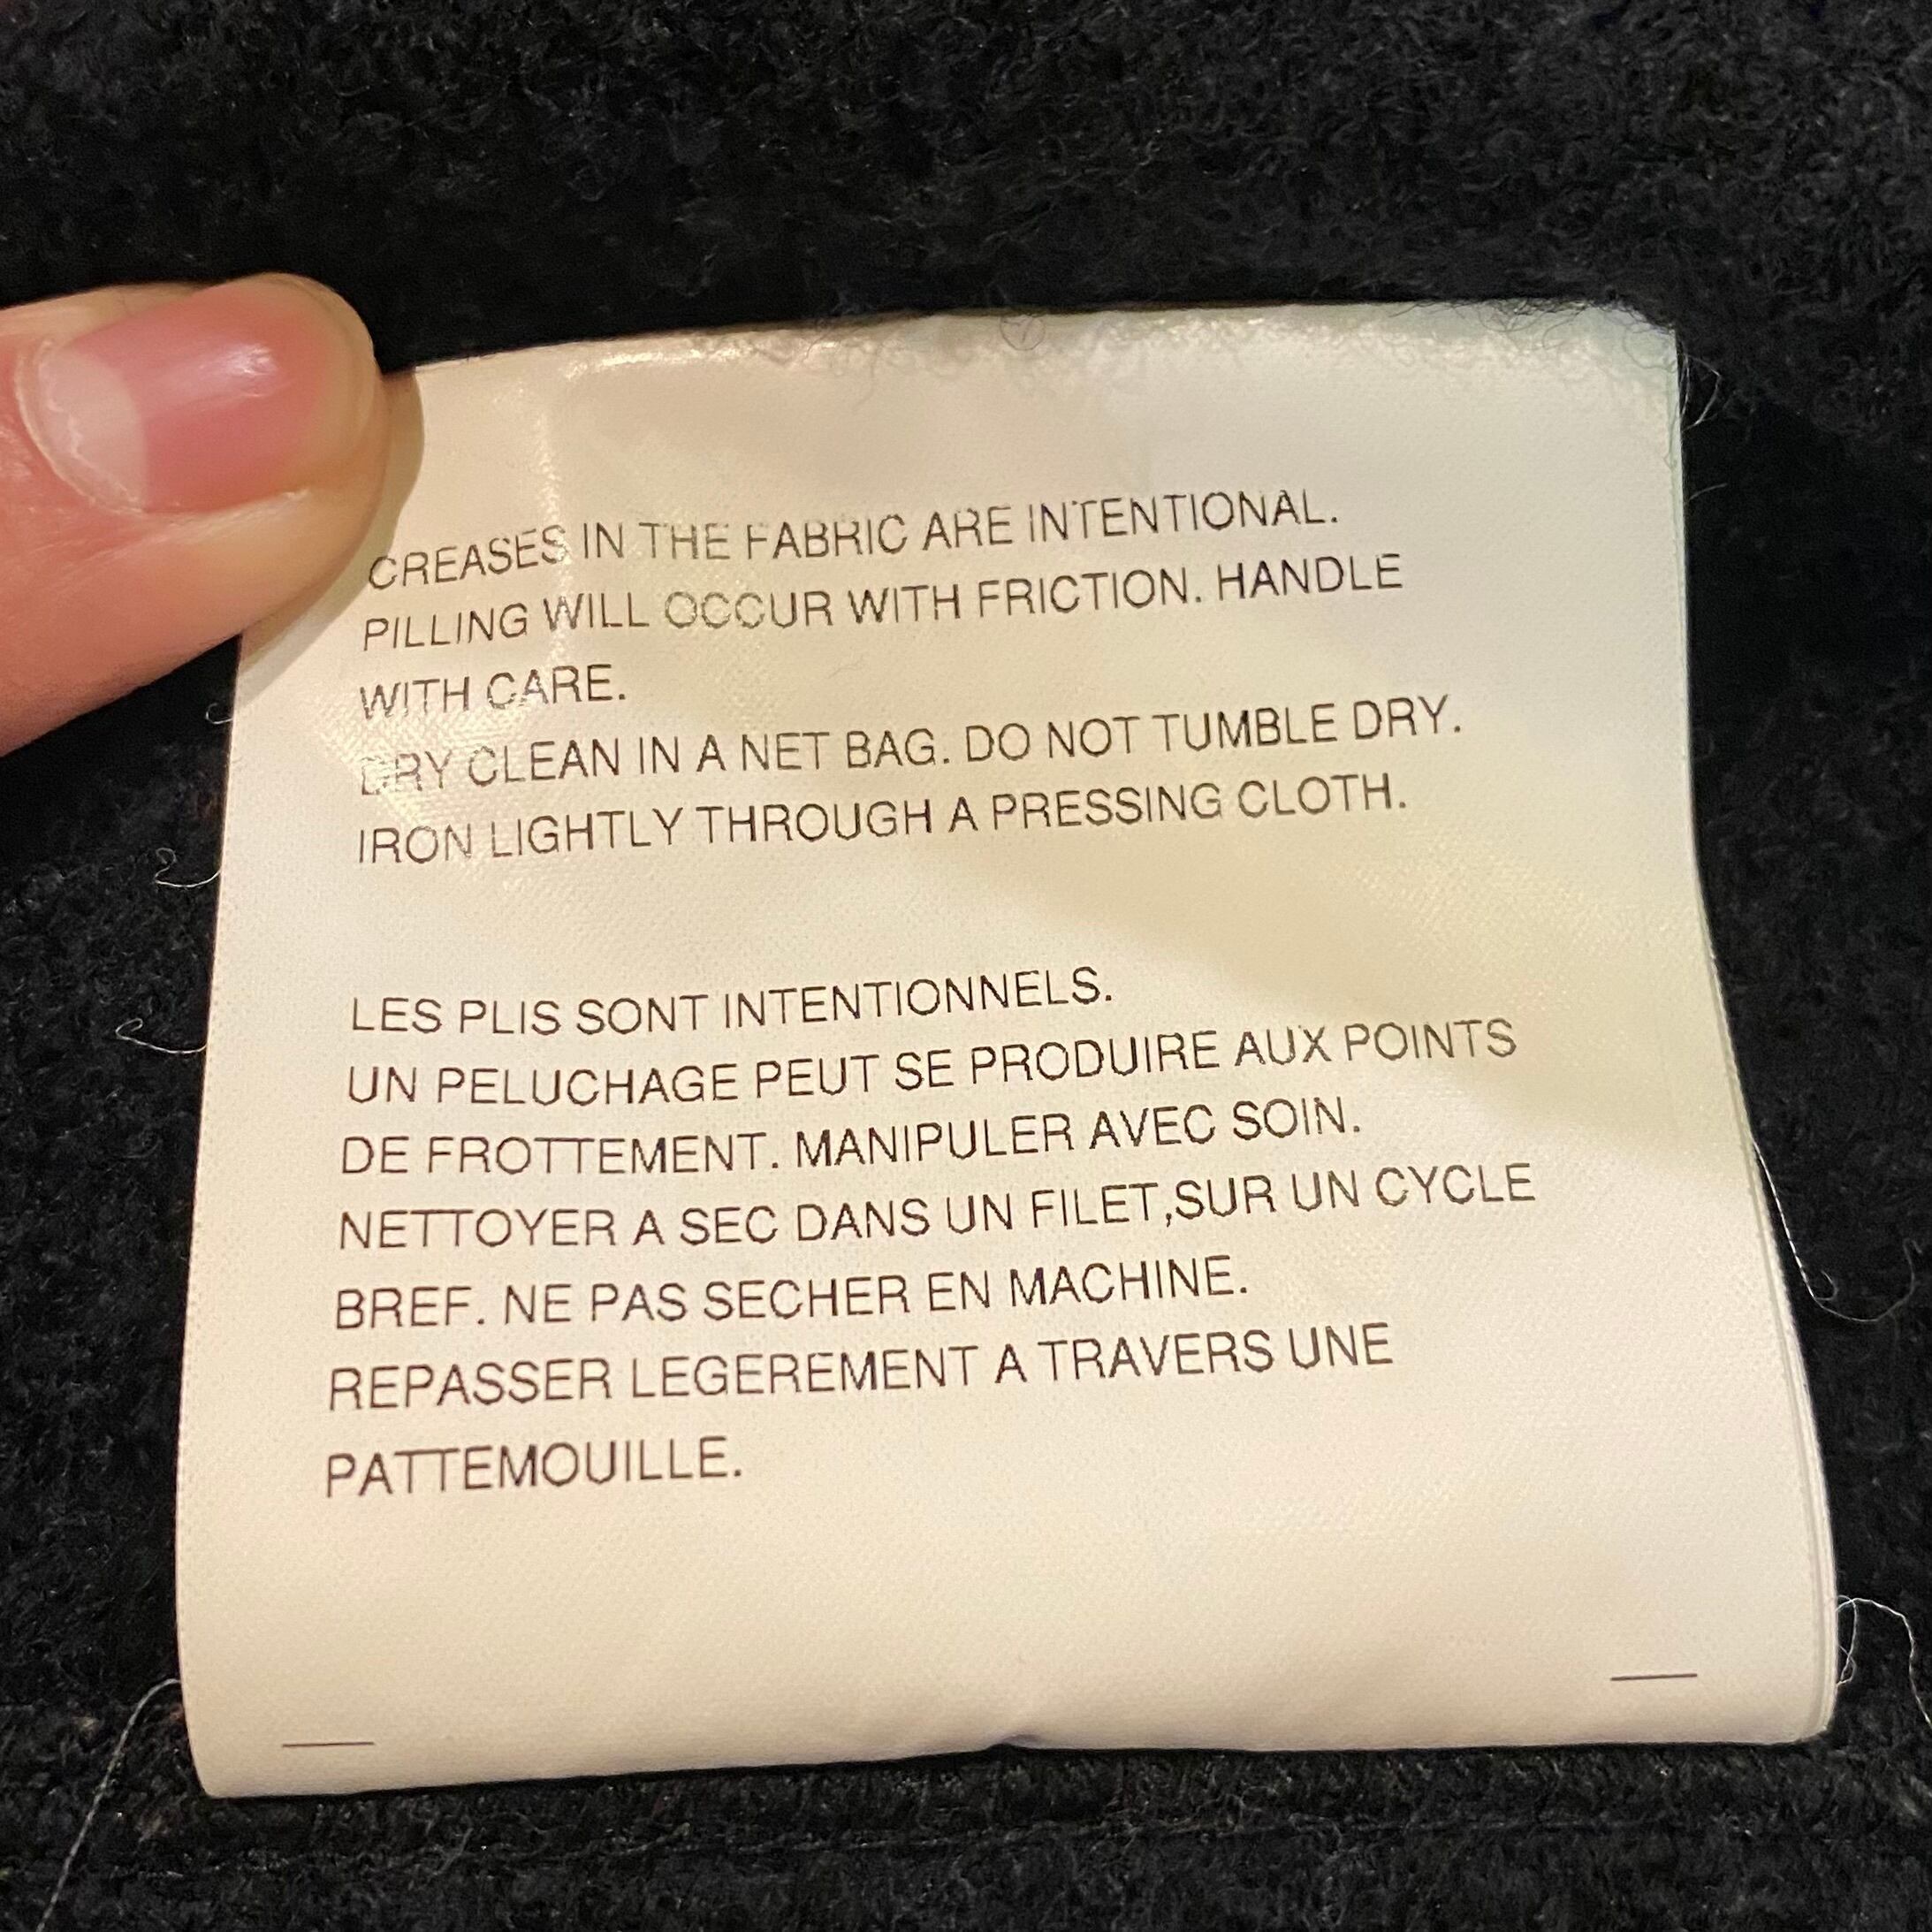 CREASES IN THE FABRIC ARE INTENTIONAL.
PILLING WILL OCCUR WITH FRICTION. HANDLE
WITH CARE.
DRY CLEAN IN A NET BAG. DO NOT TUMBLE DRY.
IRON LIGHTLY THROUGH A PRESSING CLOTH.
LES PLIS SONT INTENTIONNELS.
UN PELUCHAGE PEUT SE PRODUIRE AUX POINTS
DE FROTTEMENT. MANIPULER AVEC SOIN.
NETTOYER A SEC DANS UN FILET,SUR UN CYCLE
BREF. NE PAS SECHER EN MACHINE.
REPASSER LEGEREMENT A TRAVERS UNE
PATTEMOUILLE.